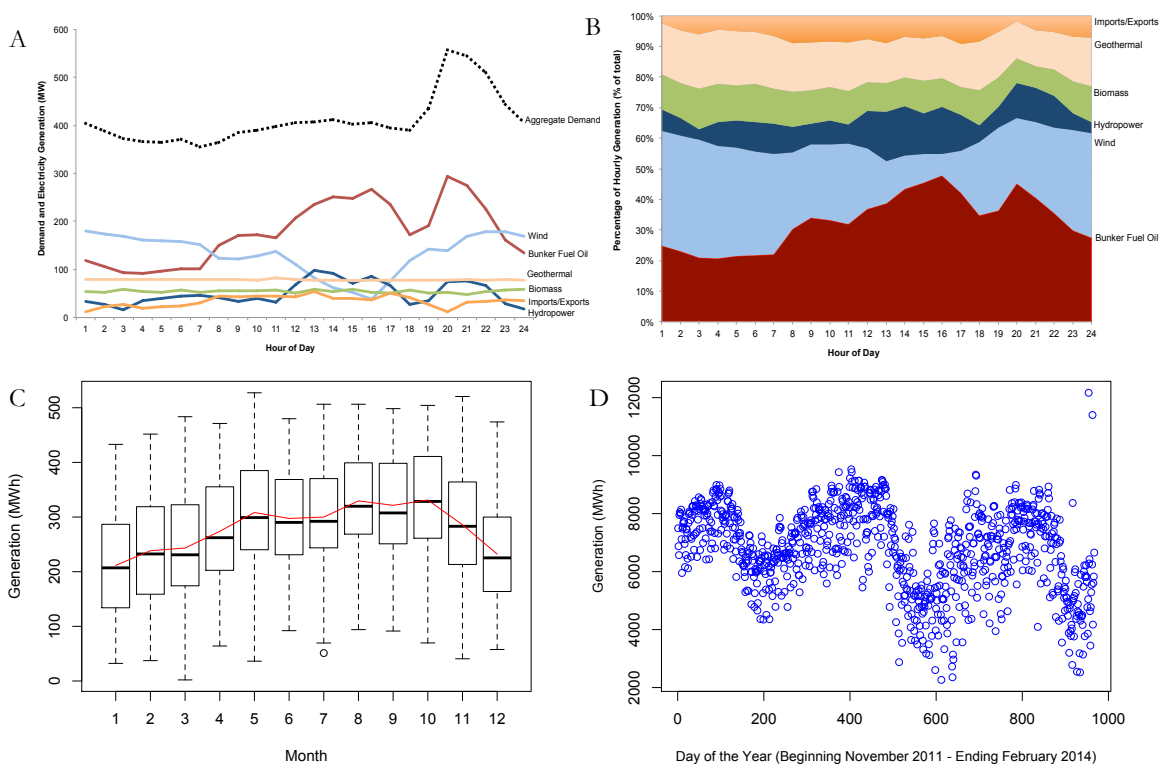 A
Demand and Electricity Generation (MW)
600
500
400
300
200
100
0
Aggregate Demand
Wind
Bunker Fuel Oil
Geothermal
Biomass
Imports/Exports
Hydropower
1 2 3 4 5 6 7 8 9 10 11 12 13 14 15 16 17 18 19 20 21 22 23 24
Hour of Day
B
Percentage of Hourly Generation (% of total)
100%
90%
80%
70%
60%
50%
40%
30%
20%
10%
0%
Imports/Exports
Geothermal
Biomass
Hydropower
Wind
Bunker Fuel Oil
1 2 3 4 5 6 7 8 9 10 11 12 13 14 15 16 17 18 19 20 21 22 23 24
Hour of Day
C
Generation (MWh)
500
400
300
200
100
0
1 2 3 4 5 6 7 8 9 10 11 12
Month
D
Generation (MWh)
12000
10000
8000
6000
4000
2000
0 200 400 600 800 1000
Day of the Year (Beginning November 2011 - Ending February 2014)